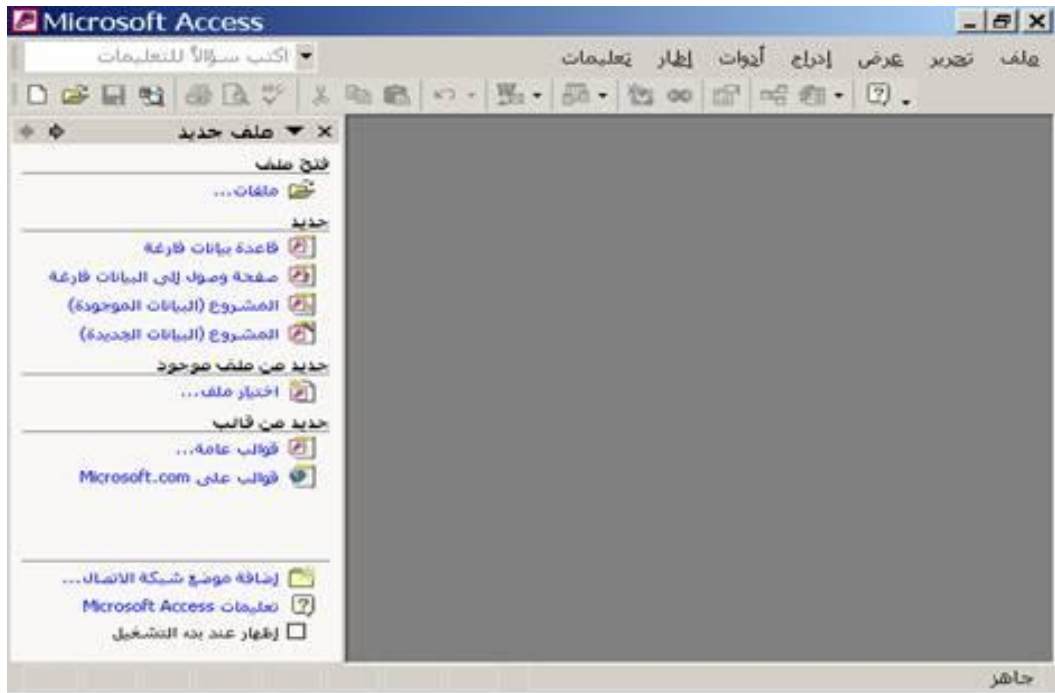 Microsoft Access
ملف تحرير عرض إدراج أدوات إطار تعليمات
اكتب سؤالاً للتعليمات
ملف جديد
فتح ملف
ملفات...
جديد
قاعدة بيانات فارغة
صفحة وصول إلى البيانات فارغة
المشروع (البيانات الموجودة)
المشروع (البيانات الجديدة)
جديد من ملف موجود
اختيار ملف...
جديد من قالب
قوالب عامة...
قوالب على Microsoft.com
إضافة موضع شبكة الاتصال...
تعليمات Microsoft Access
إظهار عند بدء التشغيل
جاهز